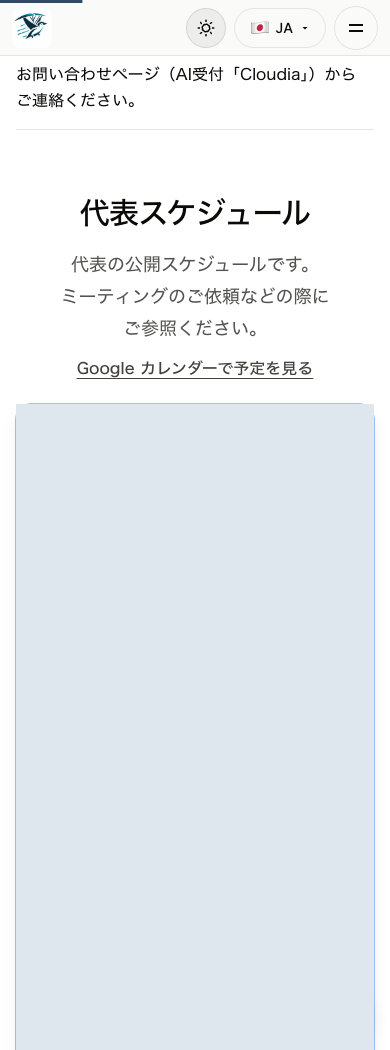 JA
お問い合わせページ（AI受付「Cloudia」）から
ご連絡ください。
代表スケジュール
代表の公開スケジュールです。
ミーティングのご依頼などの際に
ご参照ください。
Google カレンダーで予定を見る